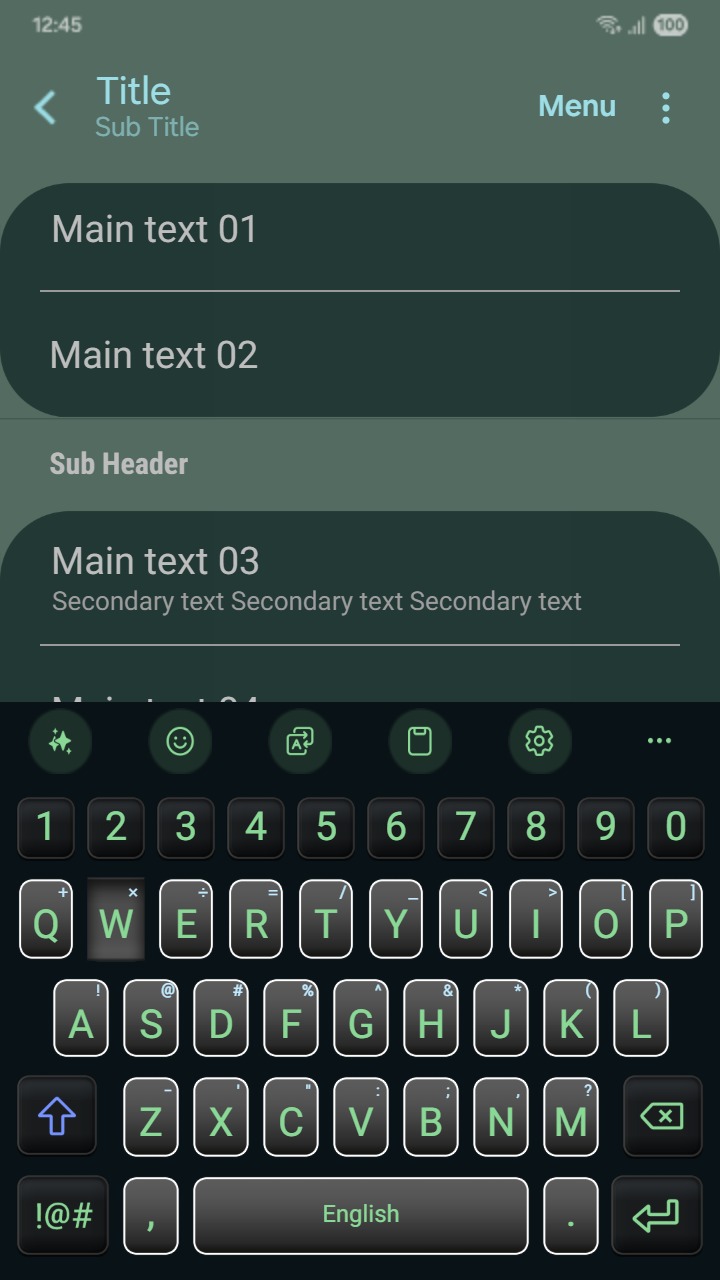 12:45 100
Title
Sub Title
Menu
Main text 01
Main text 02
Sub Header
Main text 03
Secondary text Secondary text Secondary text
1 2 3 4 5 6 7 8 9 0
+ × ÷ = / _ < > [ ]
Q W E R T Y U I O P
! @ # % ^ & * ( )
A S D F G H J K L
- ' " : ; , ?
Z X C V B N M
!@# , English .